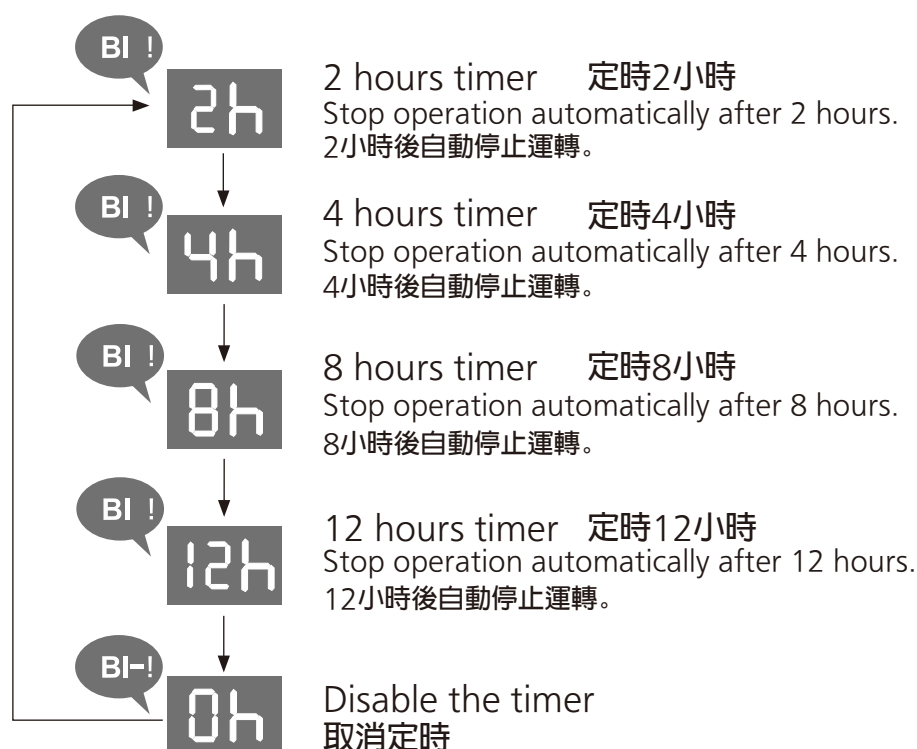 BI !
2h
2 hours timer 定時2小時
Stop operation automatically after 2 hours.
2小時後自動停止運轉。
BI !
4h
4 hours timer 定時4小時
Stop operation automatically after 4 hours.
4小時後自動停止運轉。
BI !
8h
8 hours timer 定時8小時
Stop operation automatically after 8 hours.
8小時後自動停止運轉。
BI !
12h
12 hours timer 定時12小時
Stop operation automatically after 12 hours.
12小時後自動停止運轉。
BI-!
0h
Disable the timer
取消定時